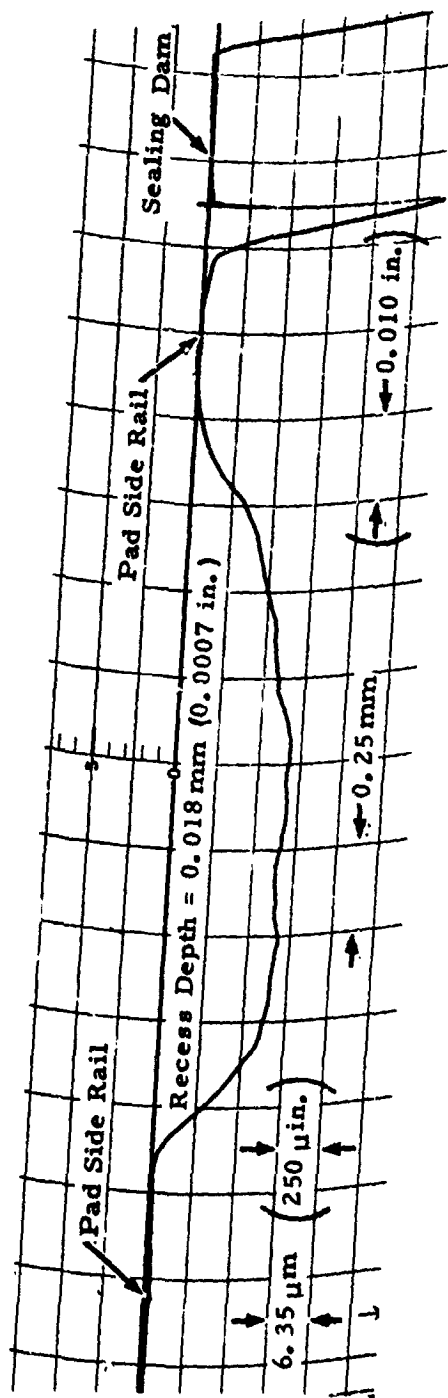 Pad Side Rail
Pad Side Rail
Sealing Dam
5
0
Recess Depth = 0.018 mm (0.0007 in.)
6.35 μm
(250 μin.)
0.25 mm
(0.010 in.)